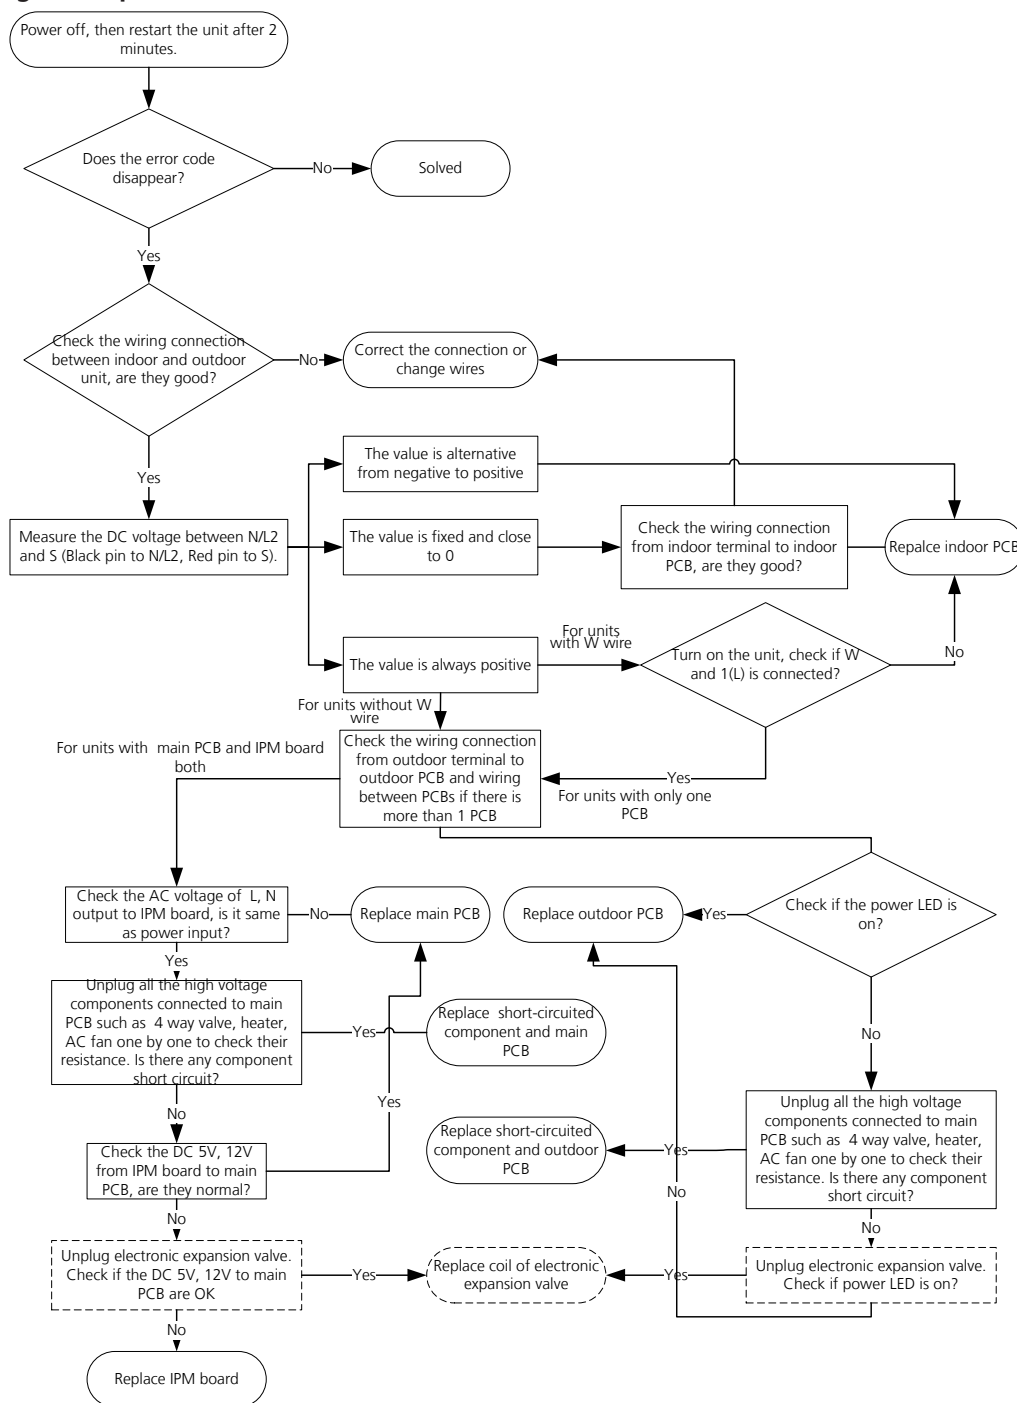 Power off, then restart the unit after 2
minutes.
Does the error code
disappear?
No
Solved
Yes
Check the wiring connection
between indoor and outdoor
unit, are they good?
No
Correct the connection or
change wires
Yes
The value is alternative
from negative to positive
Measure the DC voltage between N/L2
and S (Black pin to N/L2, Red pin to S).
The value is fixed and close
to 0
Check the wiring connection
from indoor terminal to indoor
PCB, are they good?
Repalce indoor PCB
The value is always positive
For units
with W wire
Turn on the unit, check if W
and 1(L) is connected?
No
For units without W
wire
Check the wiring connection
from outdoor terminal to
outdoor PCB and wiring
between PCBs if there is
more than 1 PCB
For units with  main PCB and IPM board
both
Yes
For units with only one
PCB
Check the AC voltage of  L, N
output to IPM board, is it same
as power input?
No
Replace main PCB
Replace outdoor PCB
Yes
Check if the power LED is
on?
Yes
Unplug all the high voltage
components connected to main
PCB such as  4 way valve, heater,
AC fan one by one to check their
resistance. Is there any component
short circuit?
Yes
Replace  short-circuited
component and main
PCB
No
No
Yes
Check the DC 5V, 12V
from IPM board to main
PCB, are they normal?
Replace short-circuited
component and outdoor
PCB
Yes
Unplug all the high voltage
components connected to main
PCB such as  4 way valve, heater,
AC fan one by one to check their
resistance. Is there any component
short circuit?
No
No
No
Unplug electronic expansion valve.
Check if the DC 5V, 12V to main
PCB are OK
Yes
Replace coil of electronic
expansion valve
Yes
Unplug electronic expansion valve.
Check if power LED is on?
No
Replace IPM board